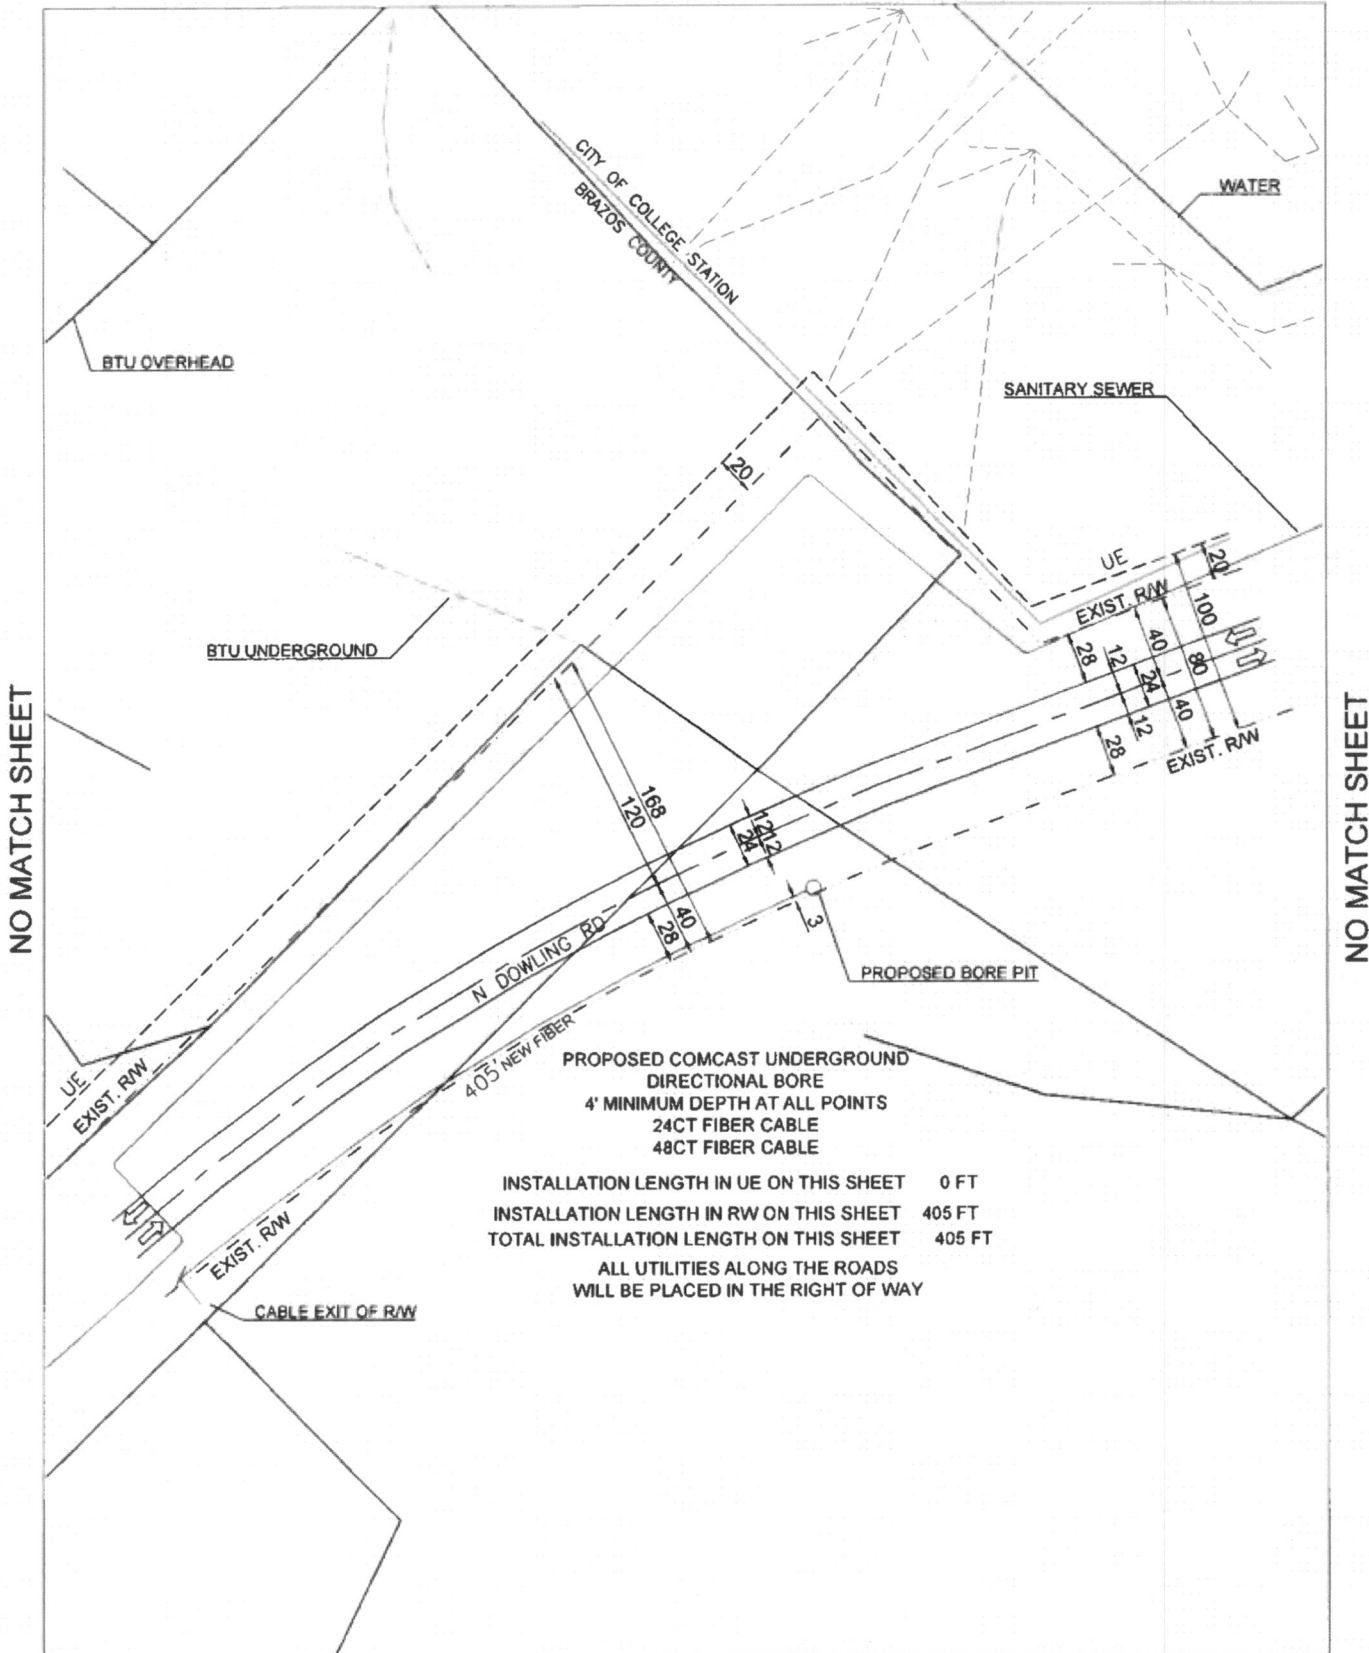 CITY OF COLLEGE STATION
BRAZOS COUNTY
WATER
BTU OVERHEAD
SANITARY SEWER
20
UE
20
EXIST. R/W
100
BTU UNDERGROUND
28
12
40
24
80
40
12
28
EXIST. R/W
NO MATCH SHEET
NO MATCH SHEET
168
120
12
24
12
40
28
3
N DOWLING RD
PROPOSED BORE PIT
405' NEW FIBER
UE
EXIST. R/W
PROPOSED COMCAST UNDERGROUND
DIRECTIONAL BORE
4' MINIMUM DEPTH AT ALL POINTS
24CT FIBER CABLE
48CT FIBER CABLE
INSTALLATION LENGTH IN UE ON THIS SHEET 0 FT
INSTALLATION LENGTH IN RW ON THIS SHEET 405 FT
TOTAL INSTALLATION LENGTH ON THIS SHEET 405 FT
ALL UTILITIES ALONG THE ROADS
WILL BE PLACED IN THE RIGHT OF WAY
EXIST. R/W
CABLE EXIT OF R/W